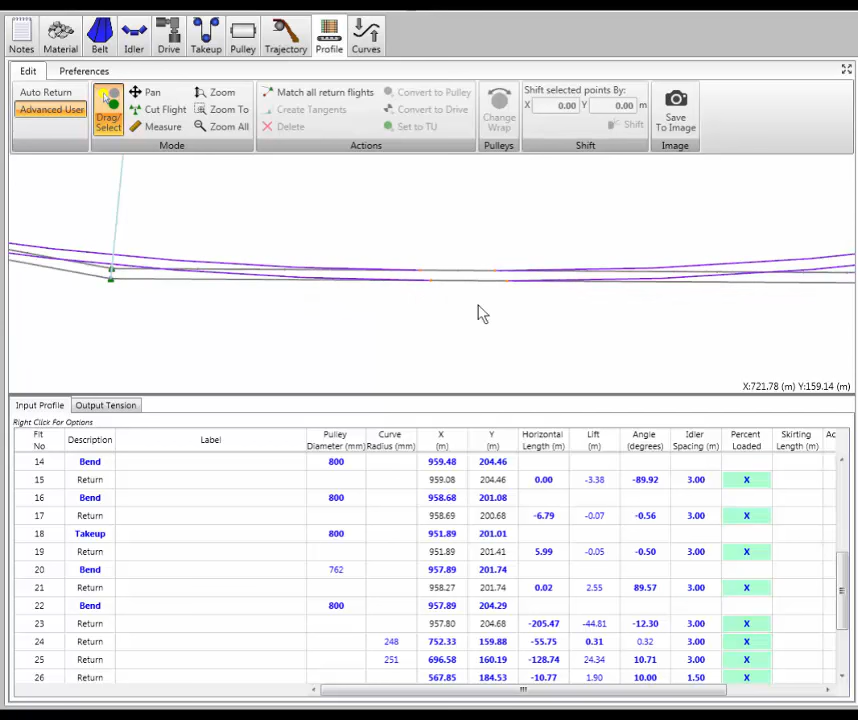 Notes Material Belt Idler Drive Takeup Pulley Trajectory Profile Curves
Edit Preferences
Auto Return
Advanced User
Drag/
Select
Pan
Cut Flight
Measure
Zoom
Zoom To
Zoom All
Mode
Match all return flights
Create Tangents
Delete
Convert to Pulley
Convert to Drive
Set to TU
Actions
Change
Wrap
Pulleys
Shift selected points By:
X 0.00 Y 0.00 m
Shift
Shift
Save
To Image
Image
X:721.78 (m) Y:159.14 (m)
Input Profile Output Tension
Right Click For Options
Flt No Description Label Pulley Diameter (mm) Curve Radius (mm) X (m) Y (m) Horizontal Length (m) Lift (m) Angle (degrees) Idler Spacing (m) Percent Loaded Skirting Length (m) Ac
14 Bend 800 959.48 204.46
15 Return 959.08 204.46 0.00 -3.38 -89.92 3.00 X
16 Bend 800 958.68 201.08
17 Return 958.69 200.68 -6.79 -0.07 -0.56 3.00 X
18 Takeup 800 951.89 201.01
19 Return 951.89 201.41 5.99 -0.05 -0.50 3.00 X
20 Bend 762 957.89 201.74
21 Return 958.27 201.74 0.02 2.55 89.57 3.00 X
22 Bend 800 957.89 204.29
23 Return 957.80 204.68 -205.47 -44.81 -12.30 3.00 X
24 Return 248 752.33 159.88 -55.75 0.31 0.32 3.00 X
25 Return 251 696.58 160.19 -128.74 24.34 10.71 3.00 X
26 Return 567.85 184.53 -10.77 1.90 10.00 1.50 X